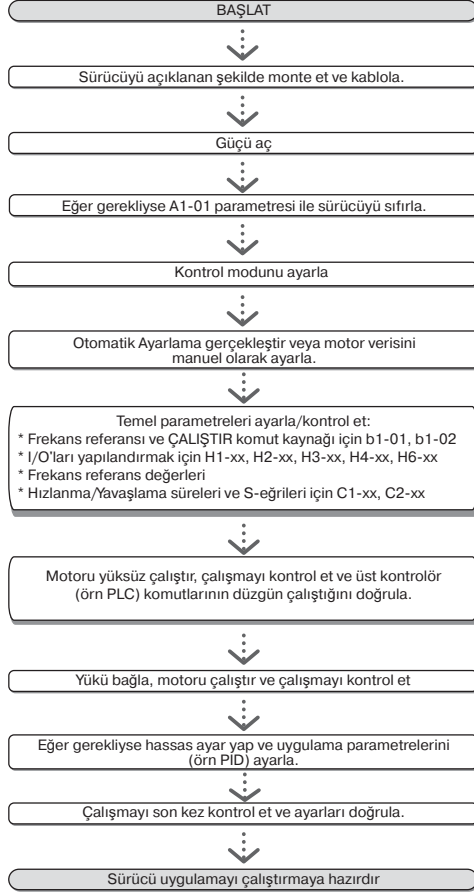 BAŞLAT
Sürücüyü açıklanan şekilde monte et ve kablola.
Güçü aç
Eğer gerekliyse A1-01 parametresi ile sürücüyü sıfırla.
Kontrol modunu ayarla
Otomatik Ayarlama gerçekleştir veya motor verisini
manuel olarak ayarla.
Temel parametreleri ayarla/kontrol et:
* Frekans referansı ve ÇALIŞTIR komut kaynağı için b1-01, b1-02
* I/O'ları yapılandırmak için H1-xx, H2-xx, H3-xx, H4-xx, H6-xx
* Frekans referans değerleri
* Hızlanma/Yavaşlama süreleri ve S-eğrileri için C1-xx, C2-xx
Motoru yüksüz çalıştır, çalışmayı kontrol et ve üst kontrolör
(örn PLC) komutlarının düzgün çalıştığını doğrula.
Yükü bağla, motoru çalıştır ve çalışmayı kontrol et
Eğer gerekliyse hassas ayar yap ve uygulama parametrelerini
(örn PID) ayarla.
Çalışmayı son kez kontrol et ve ayarları doğrula.
Sürücü uygulamayı çalıştırmaya hazırdır